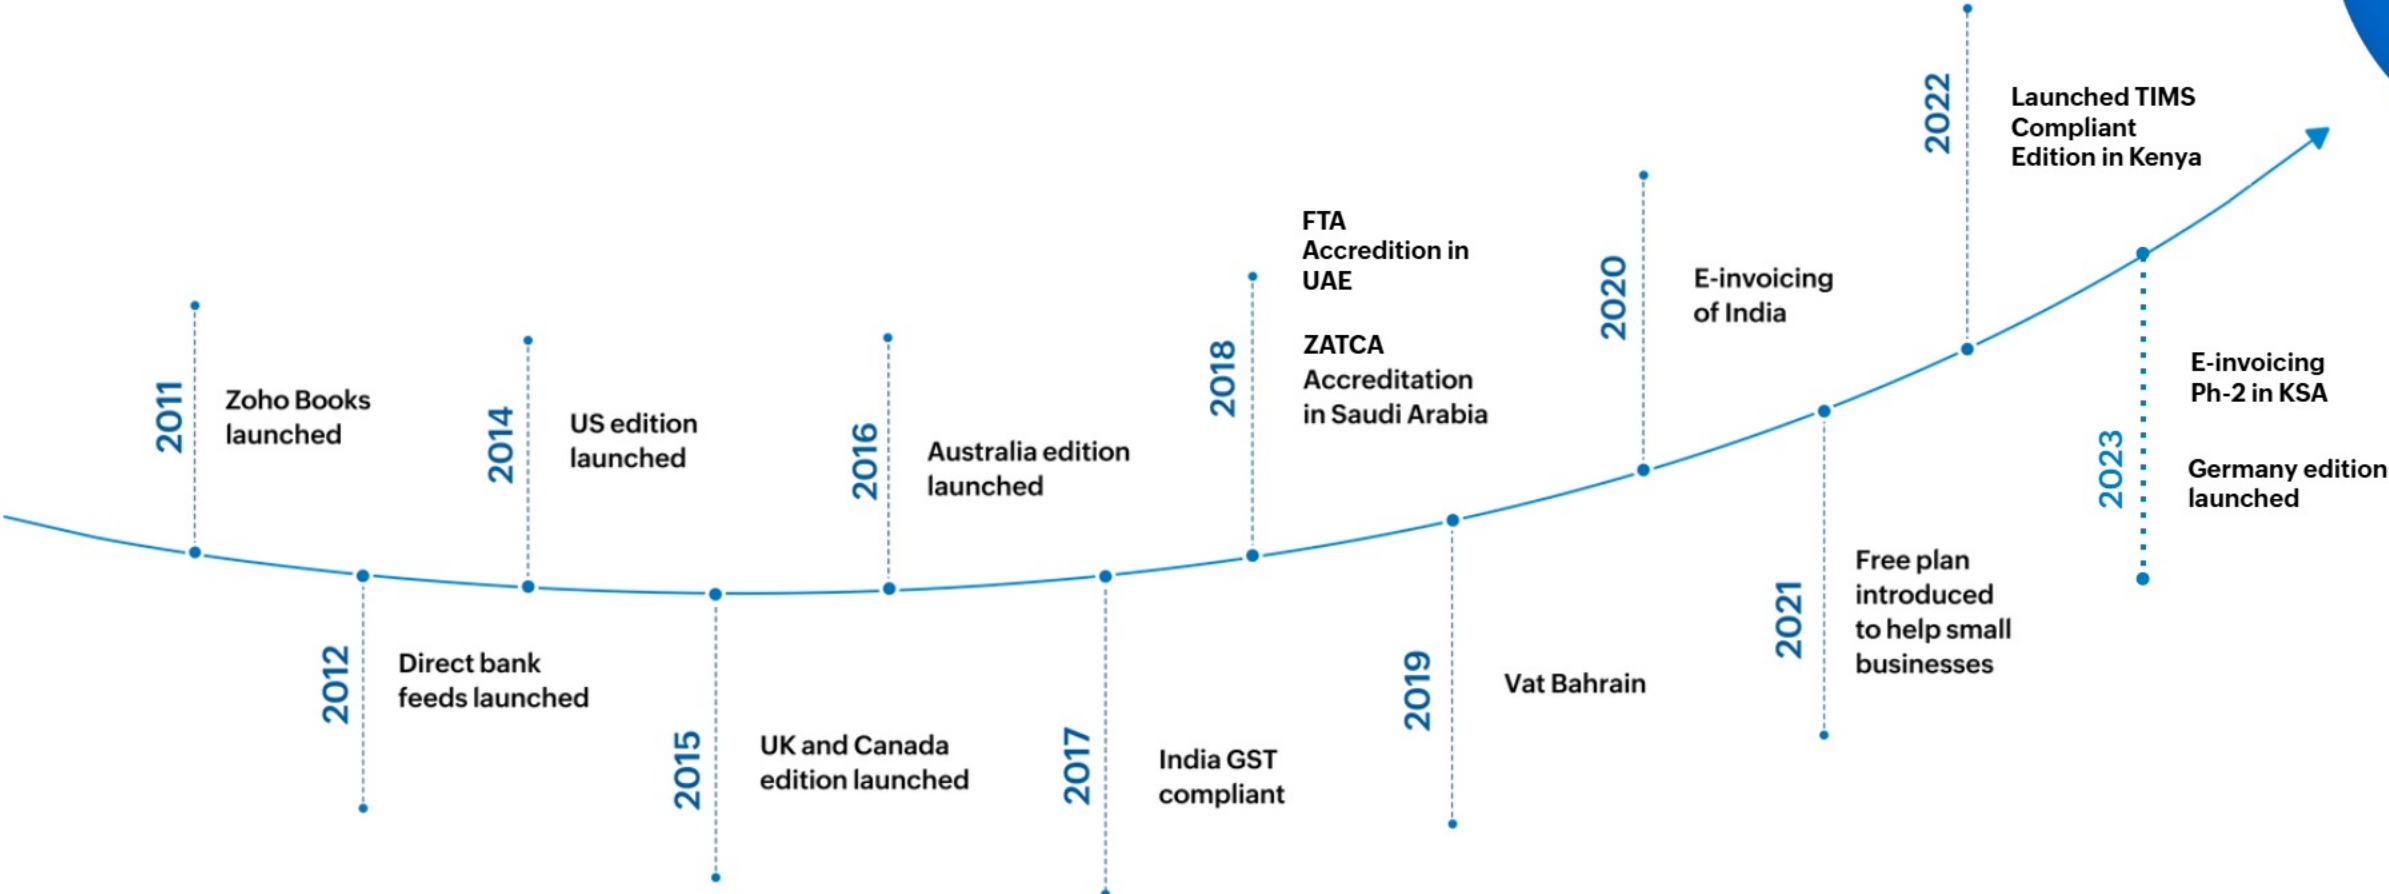 2011
Zoho Books
launched
2012
Direct bank
feeds launched
2014
US edition
launched
2015
UK and Canada
edition launched
2016
Australia edition
launched
2017
India GST
compliant
2018
FTA
Accredition in
UAE
ZATCA
Accreditation
in Saudi Arabia
2019
Vat Bahrain
2020
E-invoicing
of India
2021
Free plan
introduced
to help small
businesses
2022
Launched TIMS
Compliant
Edition in Kenya
2023
E-invoicing
Ph-2 in KSA
Germany edition
launched